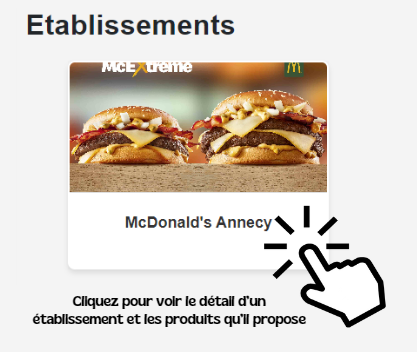 Etablissements
McEXtreme
McDonald's Annecy
Cliquez pour voir le détail d'un
établissement et les produits qu'il propose